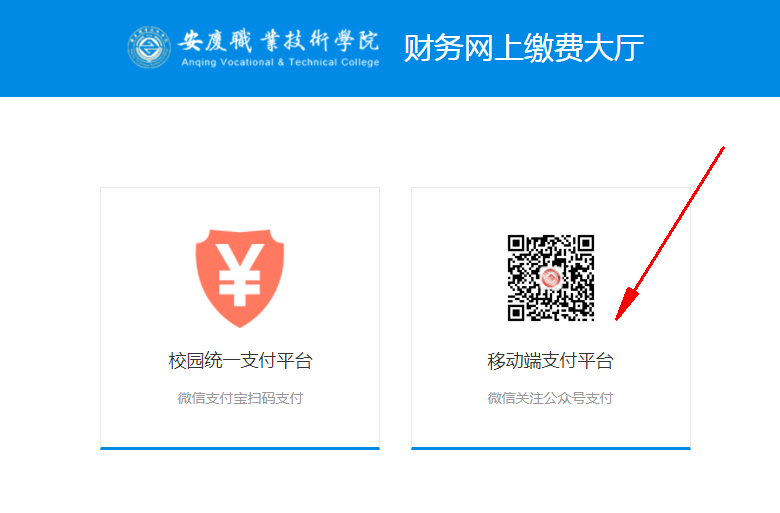 安慶職業技術學院
Anqing Vocational & Technical College
财务网上缴费大厅
¥
校园统一支付平台
微信支付宝扫码支付
移动端支付平台
微信关注公众号支付